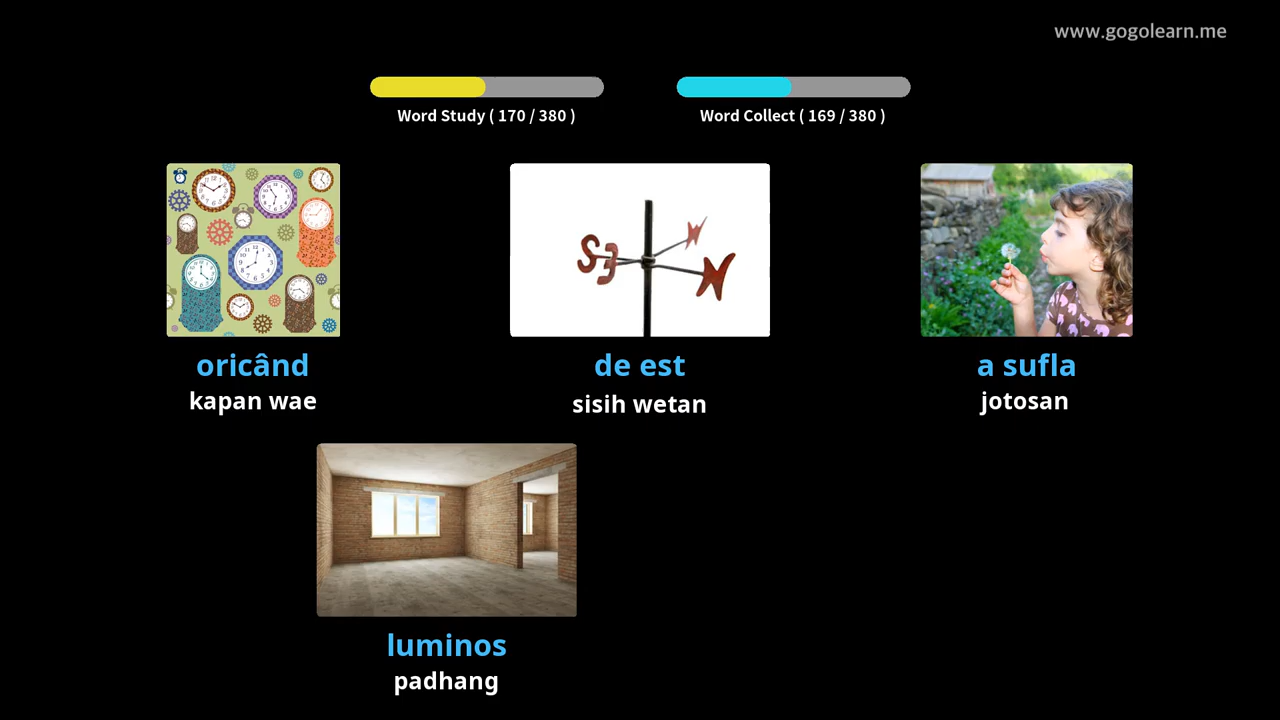 www.gogolearn.me
Word Study ( 170 / 380 )
Word Collect ( 169 / 380 )
oricând
kapan wae
de est
sisih wetan
a sufla
jotosan
luminos
padhang